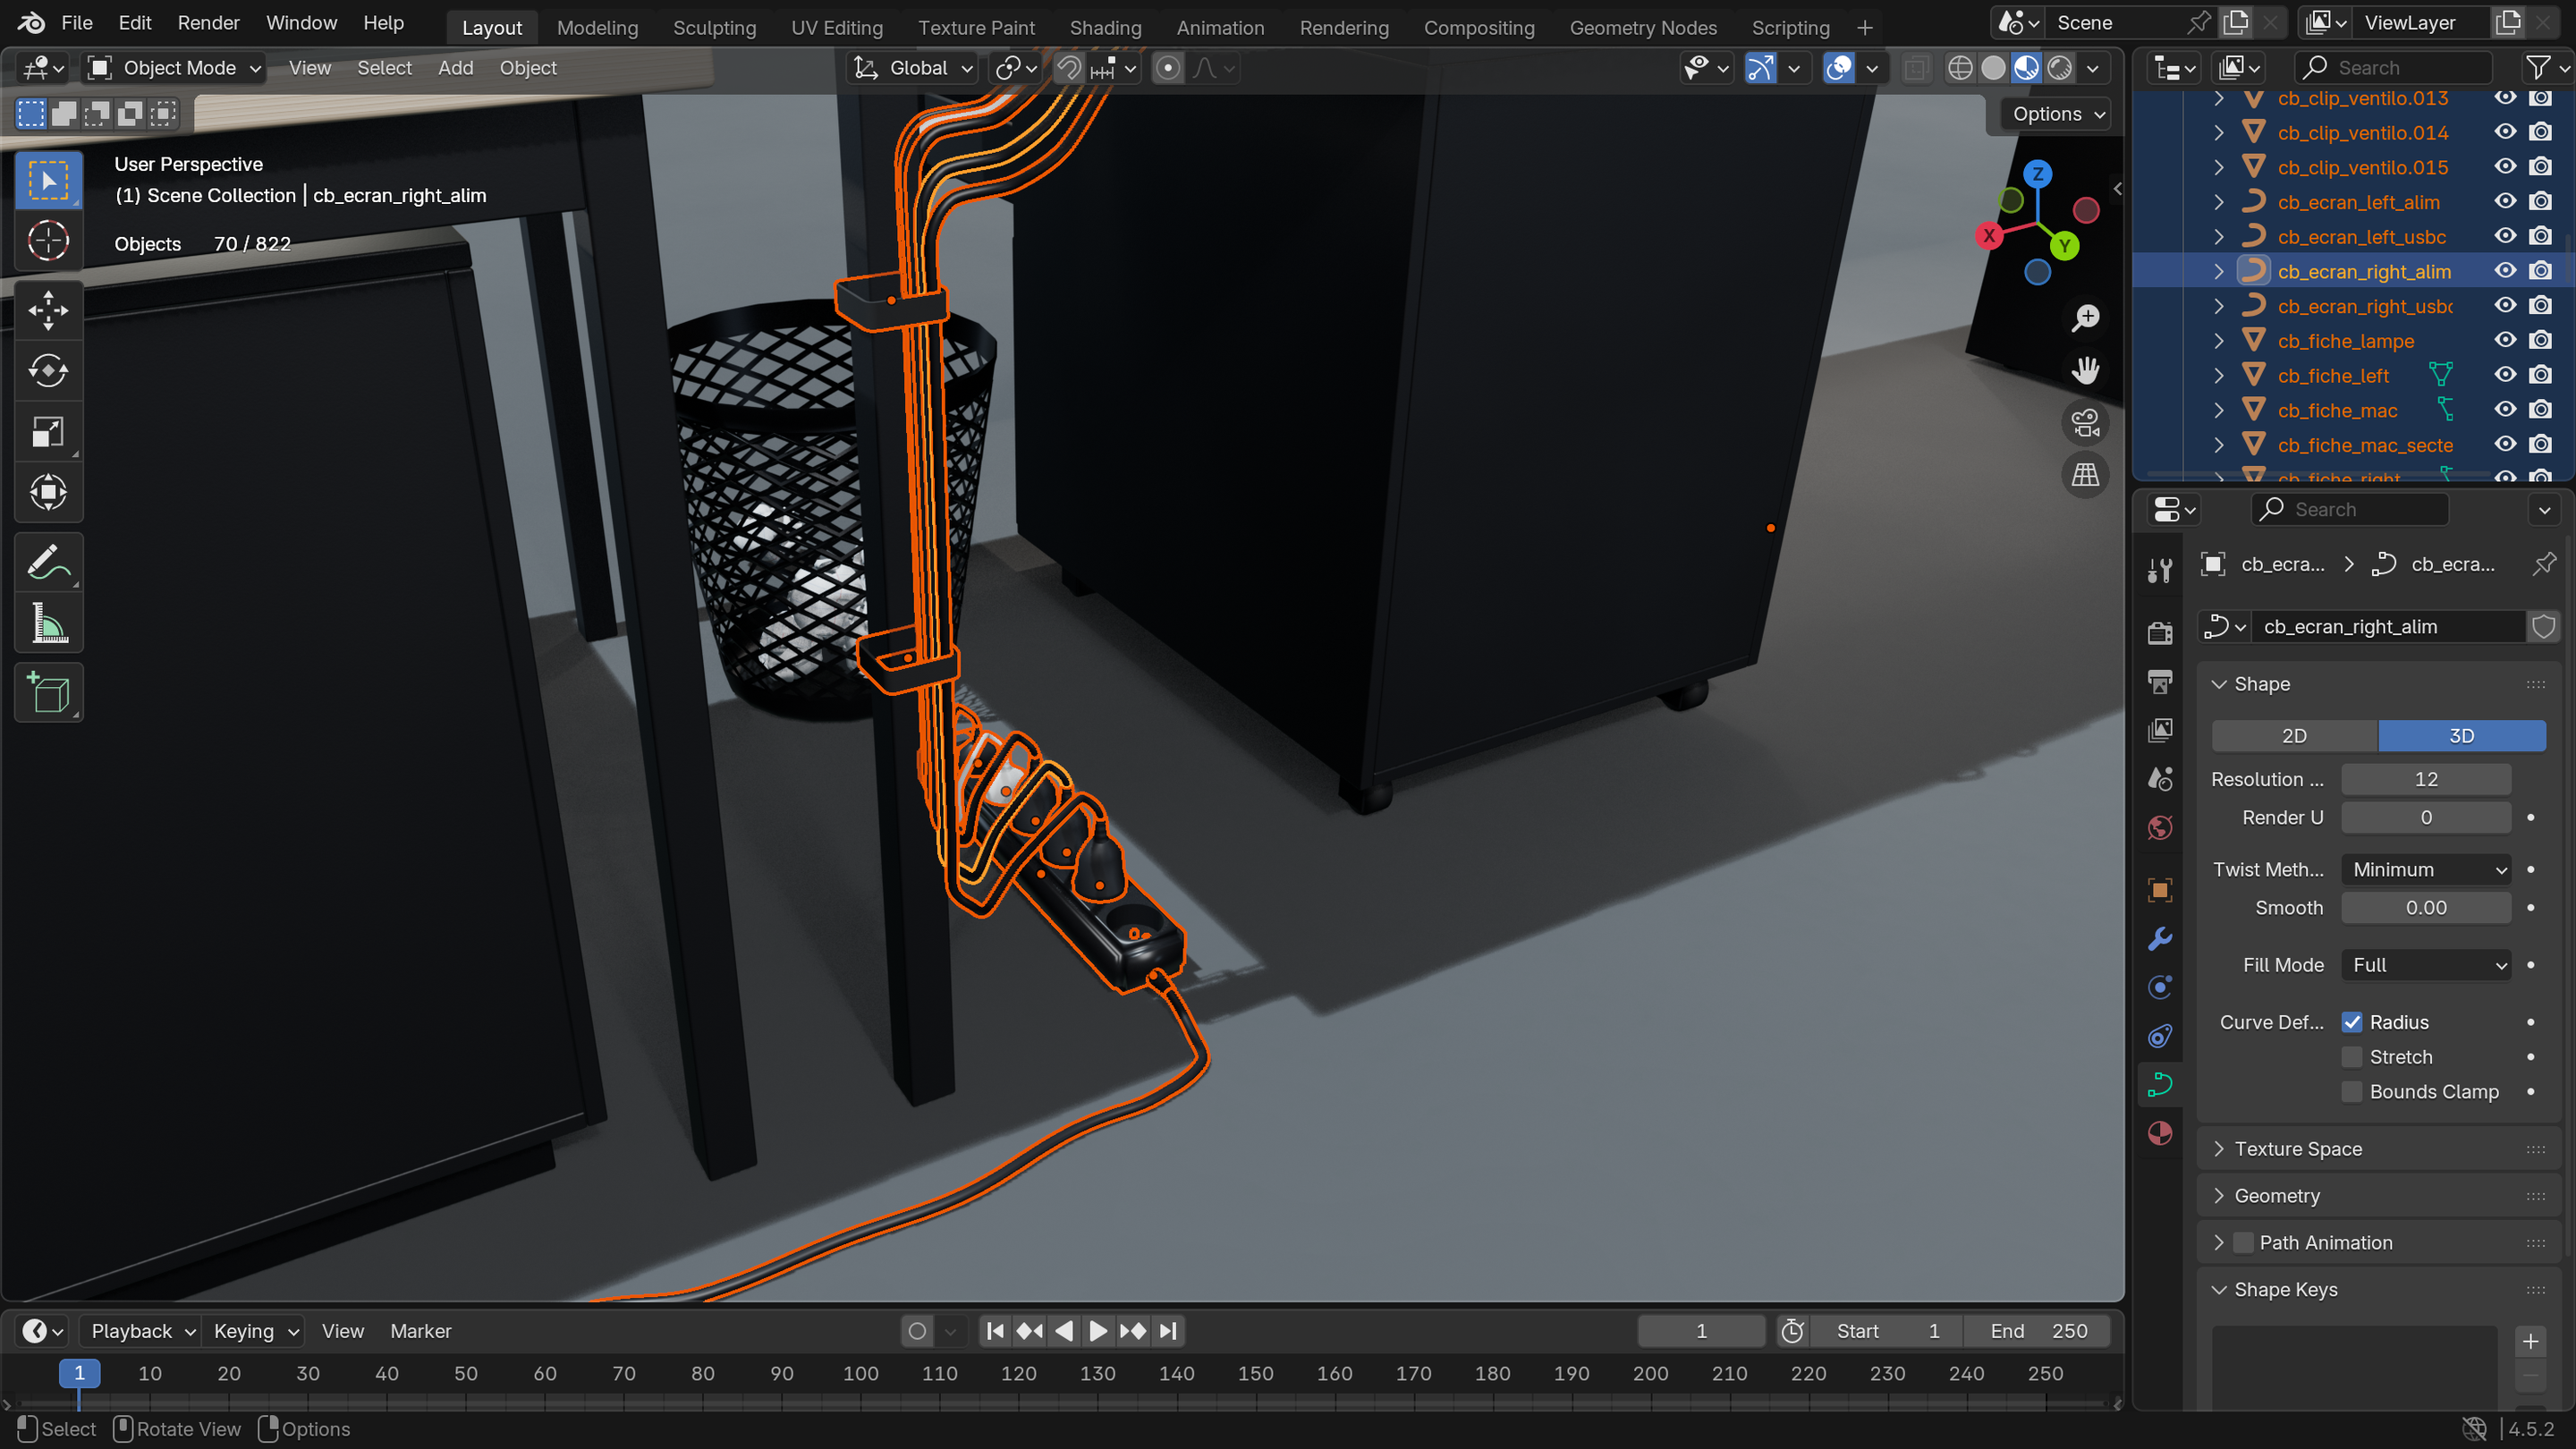 File Edit Render Window Help
Layout Modeling Sculpting UV Editing Texture Paint Shading Animation Rendering Compositing Geometry Nodes Scripting +
Scene
ViewLayer
Object Mode View Select Add Object
Global
Search
Options
User Perspective
(1) Scene Collection | cb_ecran_right_alim
Objects 70 / 822
Z
X
Y
cb_clip_ventilo.013
cb_clip_ventilo.014
cb_clip_ventilo.015
cb_ecran_left_alim
cb_ecran_left_usbc
cb_ecran_right_alim
cb_ecran_right_usbc
cb_fiche_lampe
cb_fiche_left
cb_fiche_mac
cb_fiche_mac_secte
cb_fiche_right
Search
cb_ecra... cb_ecra...
cb_ecran_right_alim
Shape
2D 3D
Resolution ... 12
Render U 0
Twist Meth... Minimum
Smooth 0.00
Fill Mode Full
Curve Def... Radius
Stretch
Bounds Clamp
Texture Space
Geometry
Path Animation
Shape Keys
Playback Keying View Marker
1
Start 1
End 250
1 10 20 30 40 50 60 70 80 90 100 110 120 130 140 150 160 170 180 190 200 210 220 230 240 250
Select Rotate View Options
4.5.2